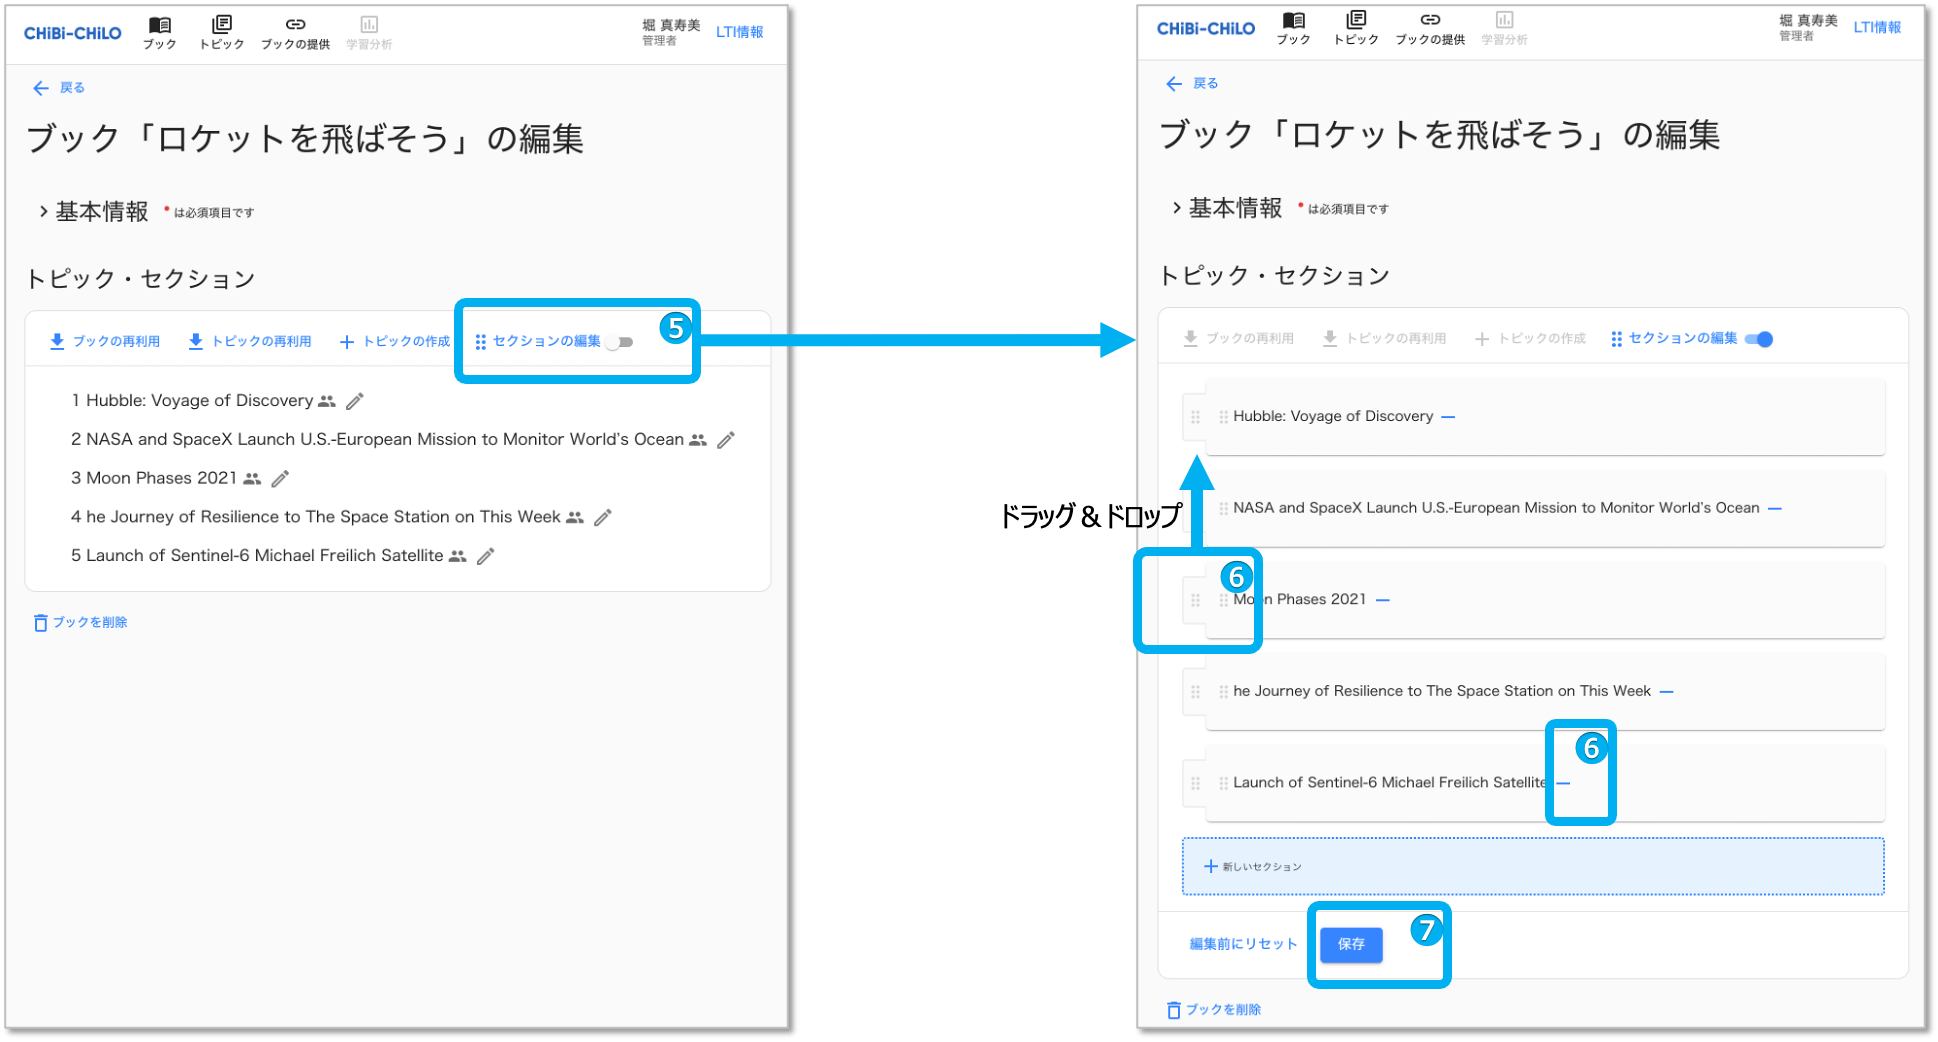 CHiBi-CHiLO
ブック
トピック
ブックの提供
学習分析
堀 真寿美
管理者
LTI情報
戻る
ブック「ロケットを飛ばそう」の編集
基本情報 * は必須項目です
トピック・セクション
ブックの再利用
トピックの再利用
トピックの作成
セクションの編集
5
1 Hubble: Voyage of Discovery
2 NASA and SpaceX Launch U.S.-European Mission to Monitor World's Ocean
3 Moon Phases 2021
4 he Journey of Resilience to The Space Station on This Week
5 Launch of Sentinel-6 Michael Freilich Satellite
ブックを削除
CHiBi-CHiLO
ブック
トピック
ブックの提供
学習分析
堀 真寿美
管理者
LTI情報
戻る
ブック「ロケットを飛ばそう」の編集
基本情報 * は必須項目です
トピック・セクション
ブックの再利用
トピックの再利用
トピックの作成
セクションの編集
Hubble: Voyage of Discovery
ドラッグ＆ドロップ
NASA and SpaceX Launch U.S.-European Mission to Monitor World's Ocean
6
Moon Phases 2021
he Journey of Resilience to The Space Station on This Week
6
Launch of Sentinel-6 Michael Freilich Satellite
新しいセクション
編集前にリセット
保存
7
ブックを削除